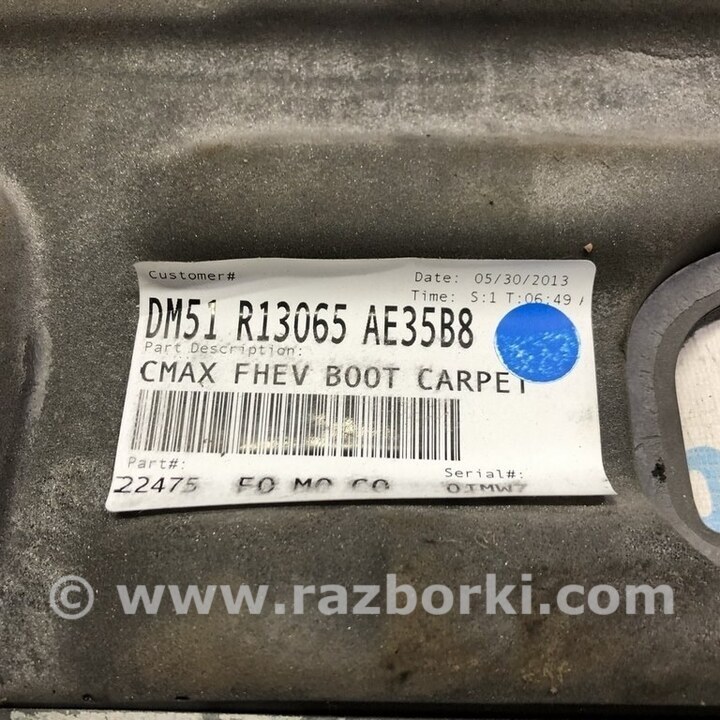 Customer# Date: 05/30/2013
Time: S:1 T:06:49
DM51 R13065 AE35B8
Part Description:
CMAX FHEV BOOT CARPET
Part#: Serial#:
22475 FO MO CO 0JMW7
© www.razborki.com